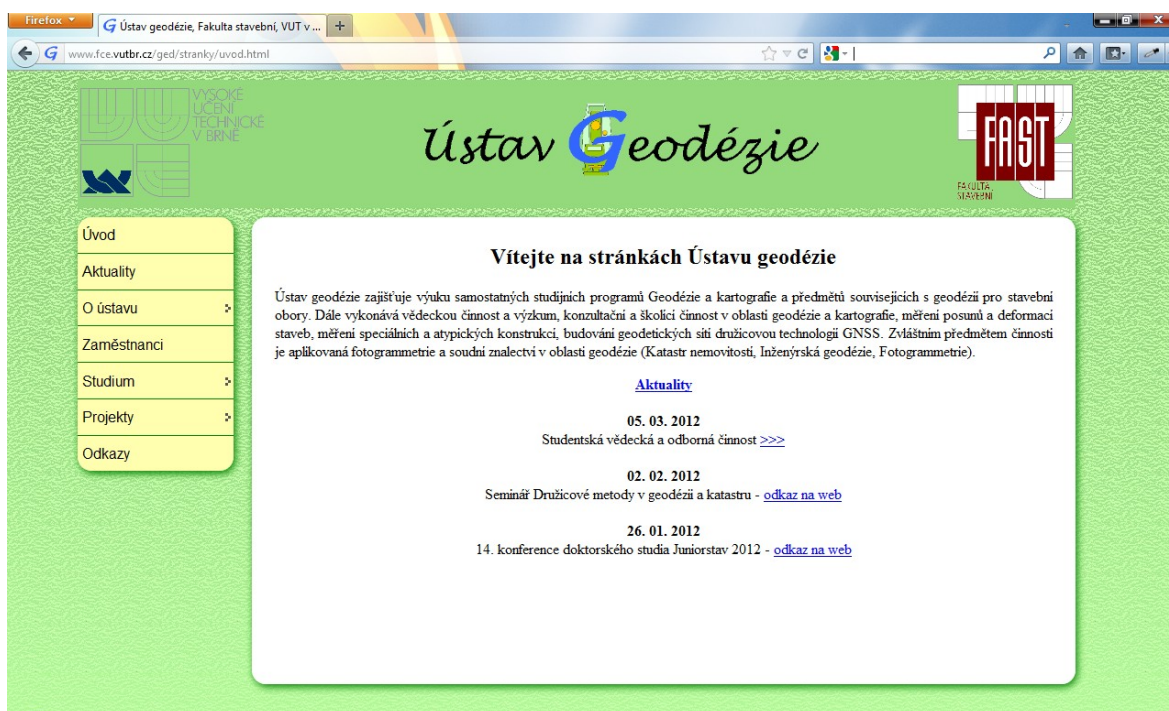 Firefox
Ústav geodézie, Fakulta stavební, VUT v ...
www.fce.vutbr.cz/ged/stranky/uvod.html
VYSOKÉ
UČENÍ
TECHNICKÉ
V BRNĚ
Ústav Geodézie
FAST
FAKULTA
STAVEBNÍ
Úvod
Aktuality
O ústavu
Zaměstnanci
Studium
Projekty
Odkazy
Vítejte na stránkách Ústavu geodézie
Ústav geodézie zajišťuje výuku samostatných studijních programů Geodézie a kartografie a předmětů souvisejících s geodézií pro stavební
obory. Dále vykonává vědeckou činnost a výzkum, konzultační a školící činnost v oblasti geodézie a kartografie, měření posunů a deformací
staveb, měření speciálních a atypických konstrukcí, budování geodetických sítí družicovou technologií GNSS. Zvláštním předmětem činnosti
je aplikovaná fotogrammetrie a soudní znalectví v oblasti geodézie (Katastr nemovitostí, Inženýrská geodézie, Fotogrammetrie).
Aktuality
05. 03. 2012
Studentská vědecká a odborná činnost >>>
02. 02. 2012
Seminář Družicové metody v geodézii a katastru - odkaz na web
26. 01. 2012
14. konference doktorského studia Juniorstav 2012 - odkaz na web